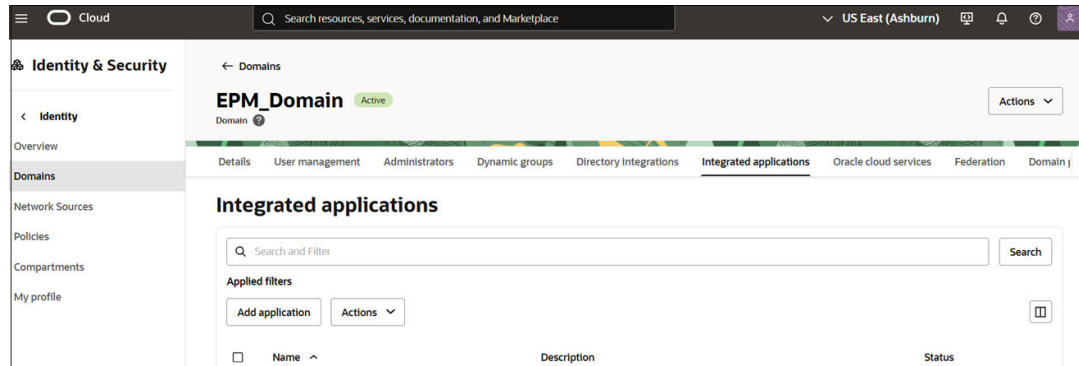 Cloud
Search resources, services, documentation, and Marketplace
US East (Ashburn)
Identity & Security
Identity
Overview
Domains
Network Sources
Policies
Compartments
My profile
Domains
EPM_Domain Active
Domain
Actions
Details User management Administrators Dynamic groups Directory integrations Integrated applications Oracle cloud services Federation Domain
Integrated applications
Search and Filter
Search
Applied filters
Add application Actions
Name Description Status